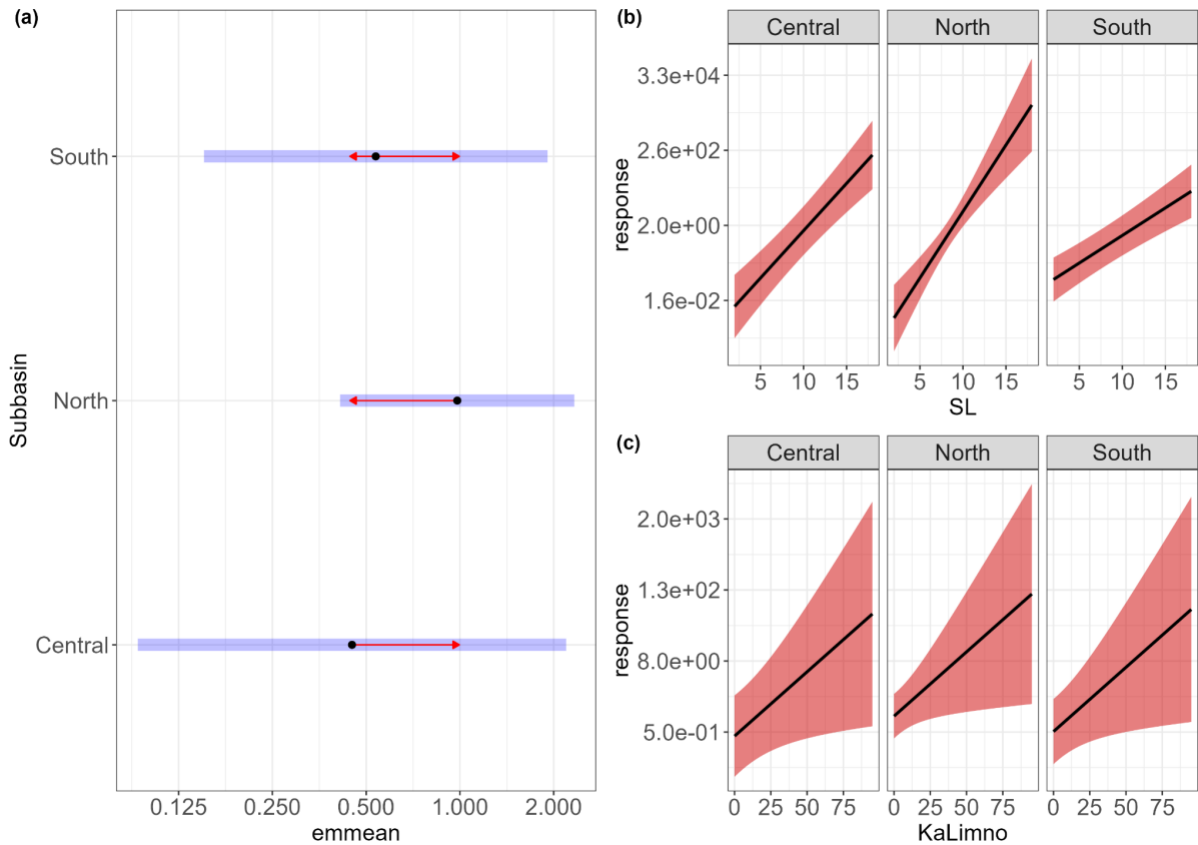 (a)
Subbasin
South
North
Central
0.125 0.250 0.500 1.000 2.000
emmean
(b)
Central North South
response
3.3e+04
2.6e+02
2.0e+00
1.6e-02
5 10 15 5 10 15 5 10 15
SL
(c)
Central North South
response
2.0e+03
1.3e+02
8.0e+00
5.0e-01
0 25 50 75 0 25 50 75 0 25 50 75
KaLimno